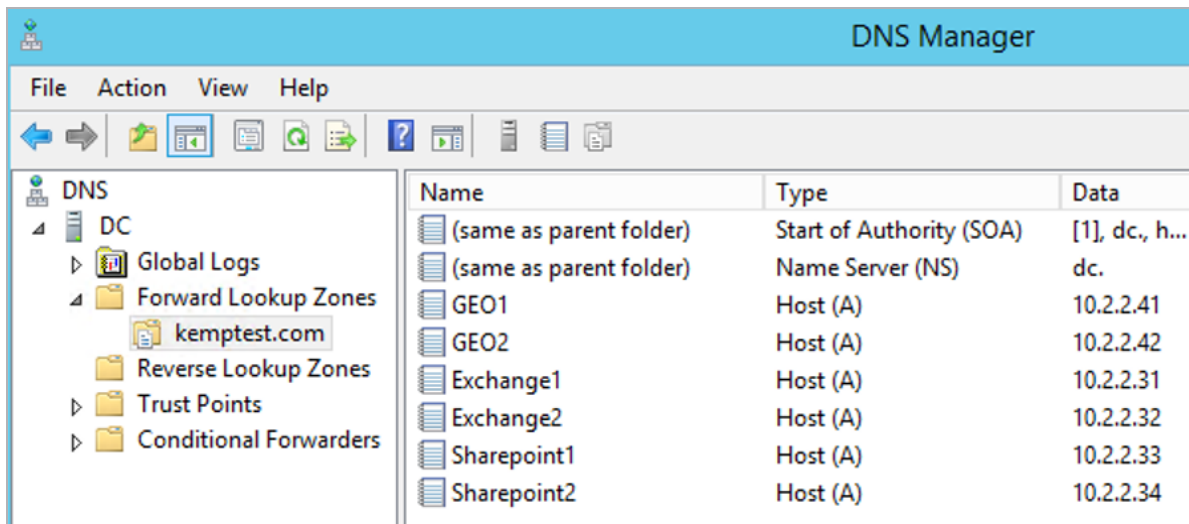 DNS Manager
File Action View Help
DNS
DC
Global Logs
Forward Lookup Zones
kemptest.com
Reverse Lookup Zones
Trust Points
Conditional Forwarders
Name Type Data
(same as parent folder) Start of Authority (SOA) [1], dc., h...
(same as parent folder) Name Server (NS) dc.
GEO1 Host (A) 10.2.2.41
GEO2 Host (A) 10.2.2.42
Exchange1 Host (A) 10.2.2.31
Exchange2 Host (A) 10.2.2.32
Sharepoint1 Host (A) 10.2.2.33
Sharepoint2 Host (A) 10.2.2.34